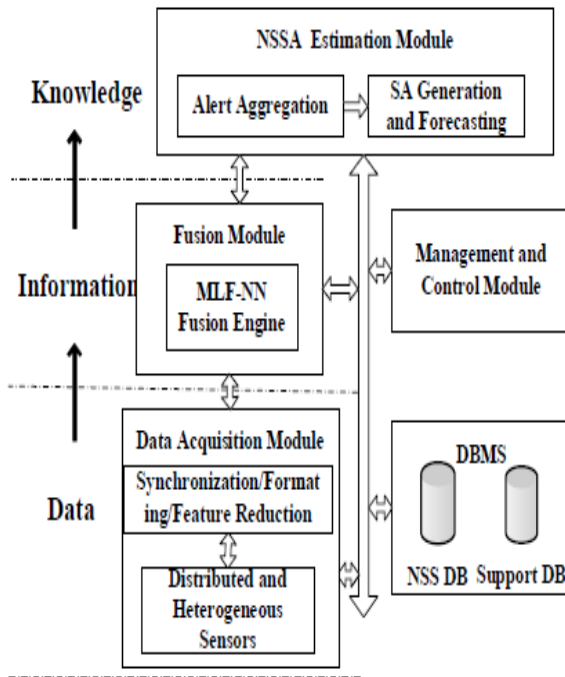 NSSA Estimation Module
Knowledge
Alert Aggregation
SA Generation
and Forecasting
Fusion Module
Information
MLF-NN
Fusion Engine
Management and
Control Module
Data Acquisition Module
Data
Synchronization/Format
ing/Feature Reduction
Distributed and
Heterogeneous
Sensors
DBMS
NSS DB
Support DB